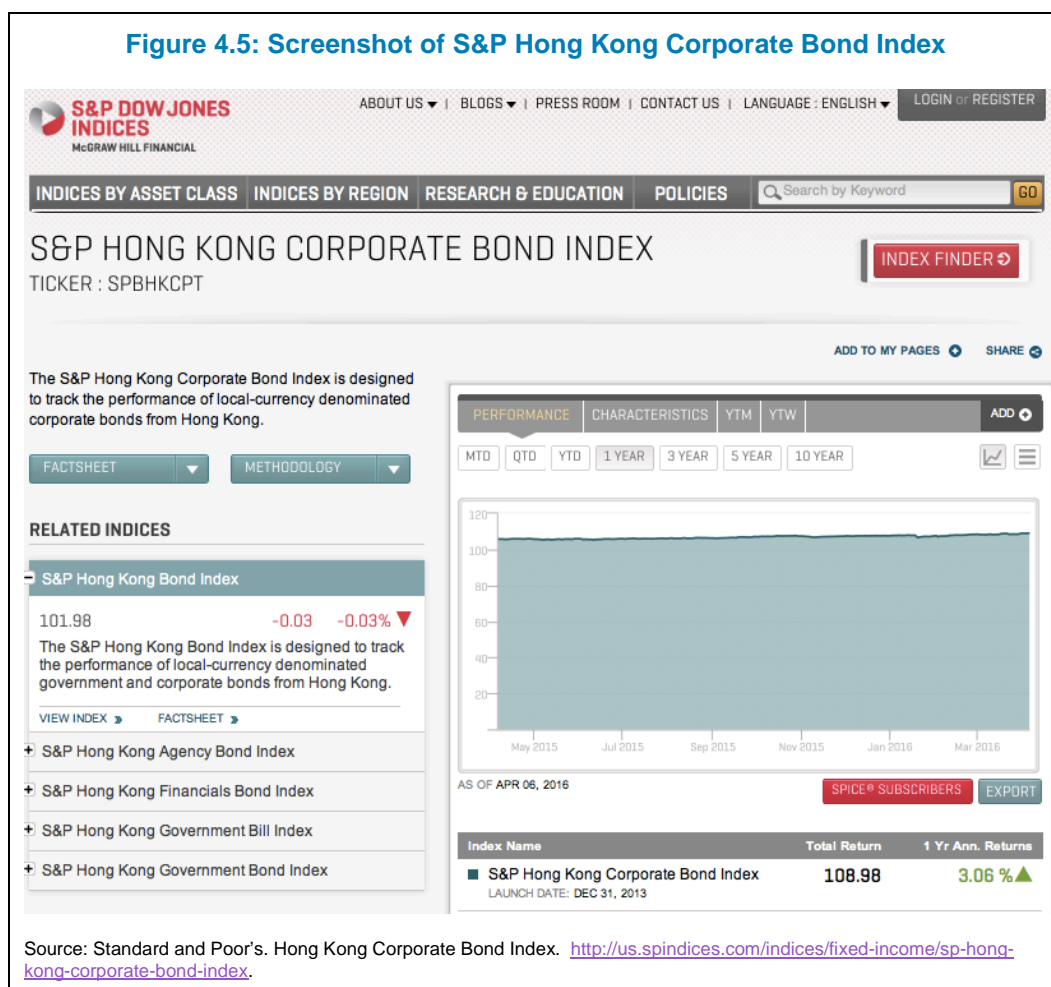 Figure 4.5: Screenshot of S&P Hong Kong Corporate Bond Index
S&P DOW JONES
INDICES
McGRAW HILL FINANCIAL
ABOUT US | BLOGS | PRESS ROOM | CONTACT US | LANGUAGE : ENGLISH
LOGIN or REGISTER
INDICES BY ASSET CLASS INDICES BY REGION RESEARCH & EDUCATION POLICIES
Search by Keyword
GO
S&P HONG KONG CORPORATE BOND INDEX
TICKER : SPBHKCPT
INDEX FINDER
ADD TO MY PAGES SHARE
The S&P Hong Kong Corporate Bond Index is designed
to track the performance of local-currency denominated
corporate bonds from Hong Kong.
FACTSHEET METHODOLOGY
RELATED INDICES
S&P Hong Kong Bond Index
101.98 -0.03 -0.03%
The S&P Hong Kong Bond Index is designed to track
the performance of local-currency denominated
government and corporate bonds from Hong Kong.
VIEW INDEX FACTSHEET
S&P Hong Kong Agency Bond Index
S&P Hong Kong Financials Bond Index
S&P Hong Kong Government Bill Index
S&P Hong Kong Government Bond Index
PERFORMANCE CHARACTERISTICS YTM YTW ADD
MTD QTD YTD 1 YEAR 3 YEAR 5 YEAR 10 YEAR
120
100
80
60
40
20
May 2015 Jul 2015 Sep 2015 Nov 2015 Jan 2016 Mar 2016
AS OF APR 06, 2016
SPICE® SUBSCRIBERS EXPORT
Index Name Total Return 1 Yr Ann. Returns
S&P Hong Kong Corporate Bond Index 108.98 3.06 %
LAUNCH DATE: DEC 31, 2013
Source: Standard and Poor's. Hong Kong Corporate Bond Index. http://us.spindices.com/indices/fixed-income/sp-hong-
kong-corporate-bond-index.